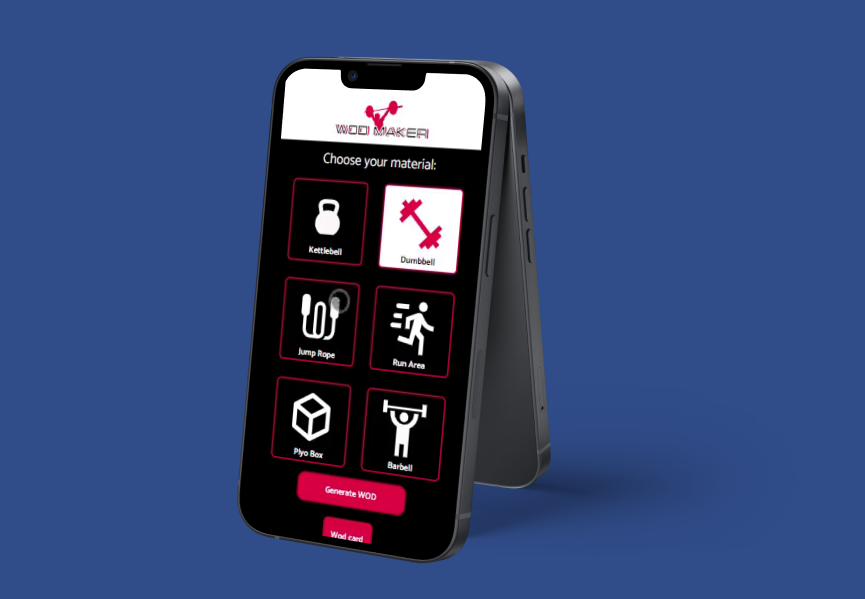 WOD MAKER
Choose your material:
Kettlebell
Dumbbell
Jump Rope
Run Area
Plyo Box
Barbell
Generate WOD
Wod card